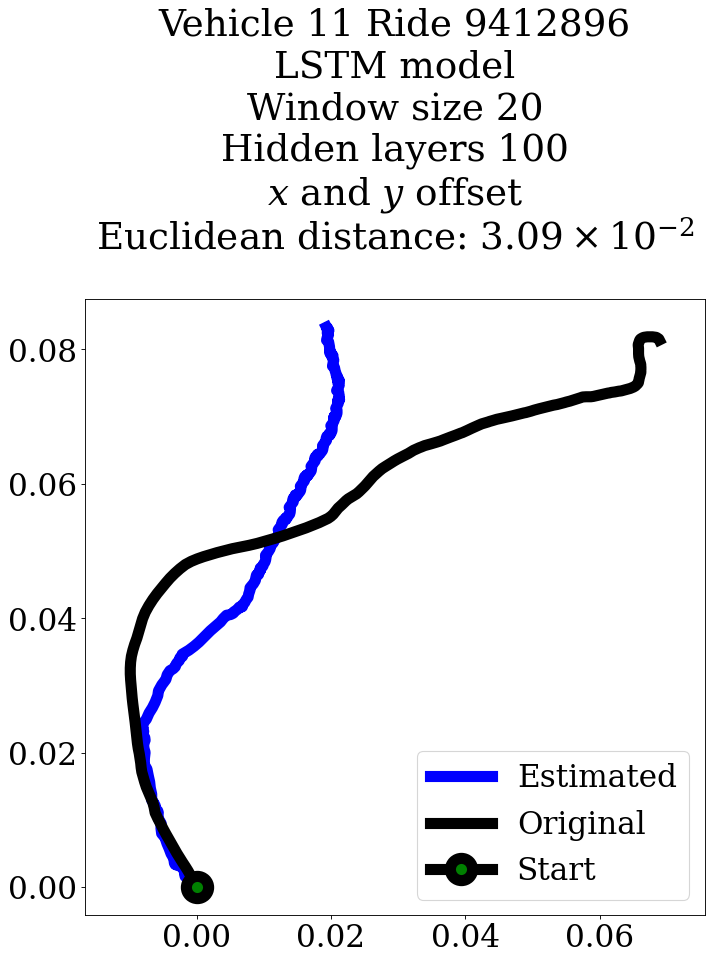 Vehicle 11 Ride 9412896
LSTM model
Window size 20
Hidden layers 100
x and y offset
Euclidean distance: 3.09 × 10⁻²
0.08
0.06
0.04
0.02
0.00
Estimated
Original
Start
0.00 0.02 0.04 0.06